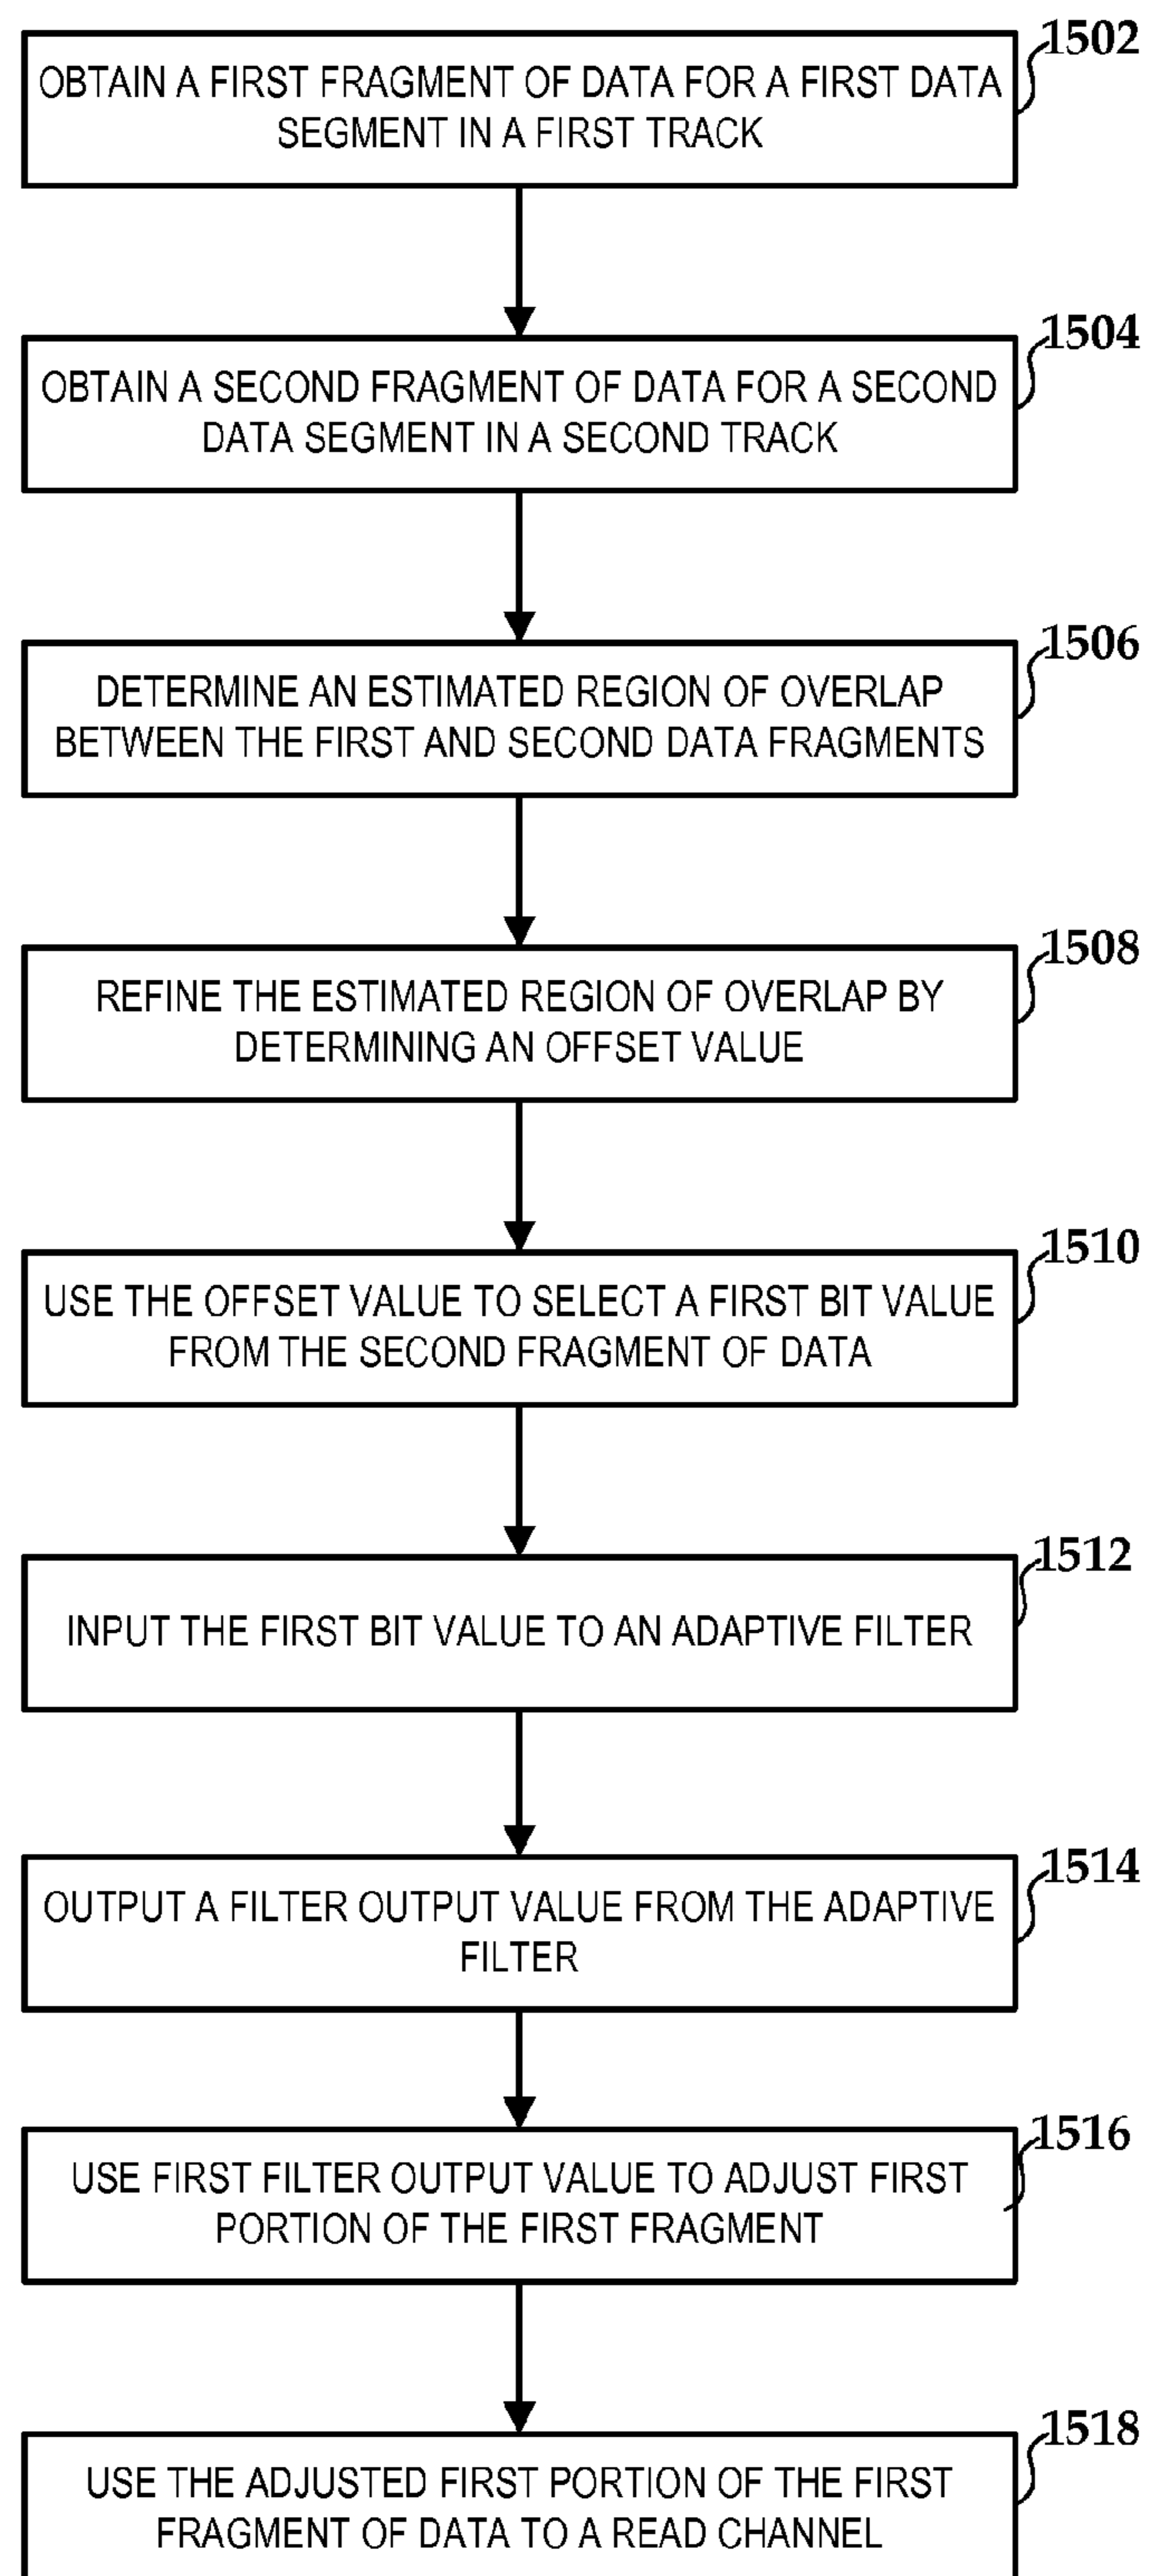 1502
OBTAIN A FIRST FRAGMENT OF DATA FOR A FIRST DATA
SEGMENT IN A FIRST TRACK
1504
OBTAIN A SECOND FRAGMENT OF DATA FOR A SECOND
DATA SEGMENT IN A SECOND TRACK
1506
DETERMINE AN ESTIMATED REGION OF OVERLAP
BETWEEN THE FIRST AND SECOND DATA FRAGMENTS
1508
REFINE THE ESTIMATED REGION OF OVERLAP BY
DETERMINING AN OFFSET VALUE
1510
USE THE OFFSET VALUE TO SELECT A FIRST BIT VALUE
FROM THE SECOND FRAGMENT OF DATA
1512
INPUT THE FIRST BIT VALUE TO AN ADAPTIVE FILTER
1514
OUTPUT A FILTER OUTPUT VALUE FROM THE ADAPTIVE
FILTER
1516
USE FIRST FILTER OUTPUT VALUE TO ADJUST FIRST
PORTION OF THE FIRST FRAGMENT
1518
USE THE ADJUSTED FIRST PORTION OF THE FIRST
FRAGMENT OF DATA TO A READ CHANNEL